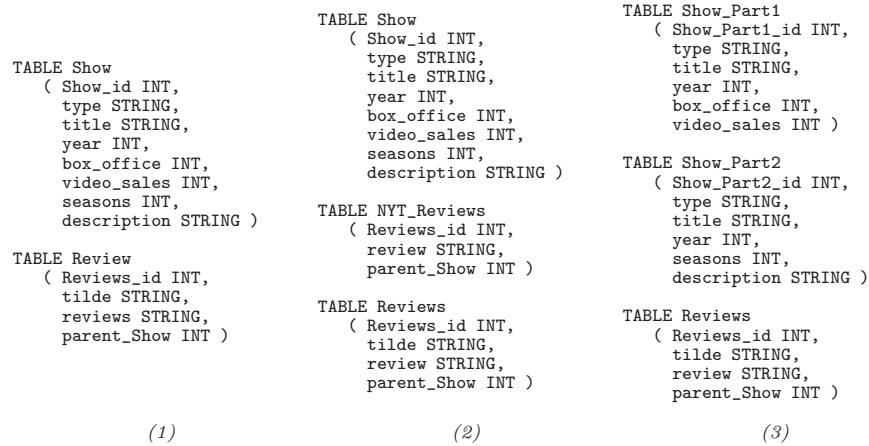 TABLE Show
( Show_id INT,
type STRING,
title STRING,
year INT,
box_office INT,
video_sales INT,
seasons INT,
description STRING )
TABLE Review
( Reviews_id INT,
tilde STRING,
reviews STRING,
parent_Show INT )
(1)
TABLE Show
( Show_id INT,
type STRING,
title STRING,
year INT,
box_office INT,
video_sales INT,
seasons INT,
description STRING )
TABLE NYT_Reviews
( Reviews_id INT,
review STRING,
parent_Show INT )
TABLE Reviews
( Reviews_id INT,
tilde STRING,
review STRING,
parent_Show INT )
(2)
TABLE Show_Part1
( Show_Part1_id INT,
type STRING,
title STRING,
year INT,
box_office INT,
video_sales INT )
TABLE Show_Part2
( Show_Part2_id INT,
type STRING,
title STRING,
year INT,
seasons INT,
description STRING )
TABLE Reviews
( Reviews_id INT,
tilde STRING,
review STRING,
parent_Show INT )
(3)